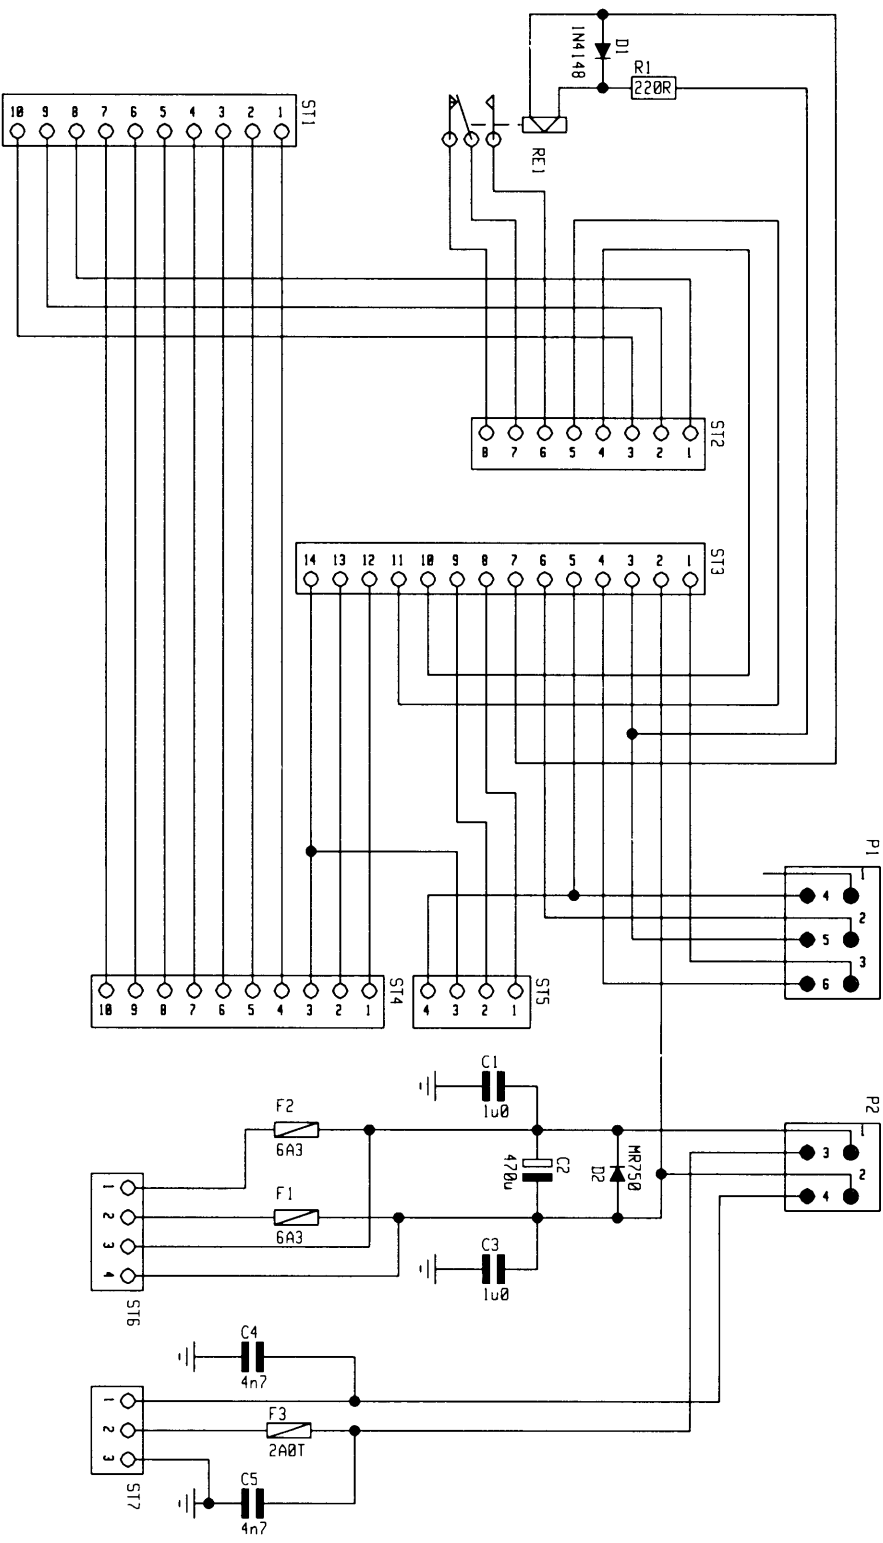 D1
1N4148
R1
220R
RE1
ST1
10 9 8 7 6 5 4 3 2 1
ST2
8 7 6 5 4 3 2 1
ST3
14 13 12 11 10 9 8 7 6 5 4 3 2 1
P1
1
4
2
5
3
6
ST4
10 9 8 7 6 5 4 3 2 1
ST5
4 3 2 1
C1
1u0
P2
1
3
2
4
F2
6A3
C2
470u
MR750
D2
F1
6A3
C3
1u0
1
2
3
4
ST6
C4
4n7
F3
2A0T
1
2
3
ST7
C5
4n7